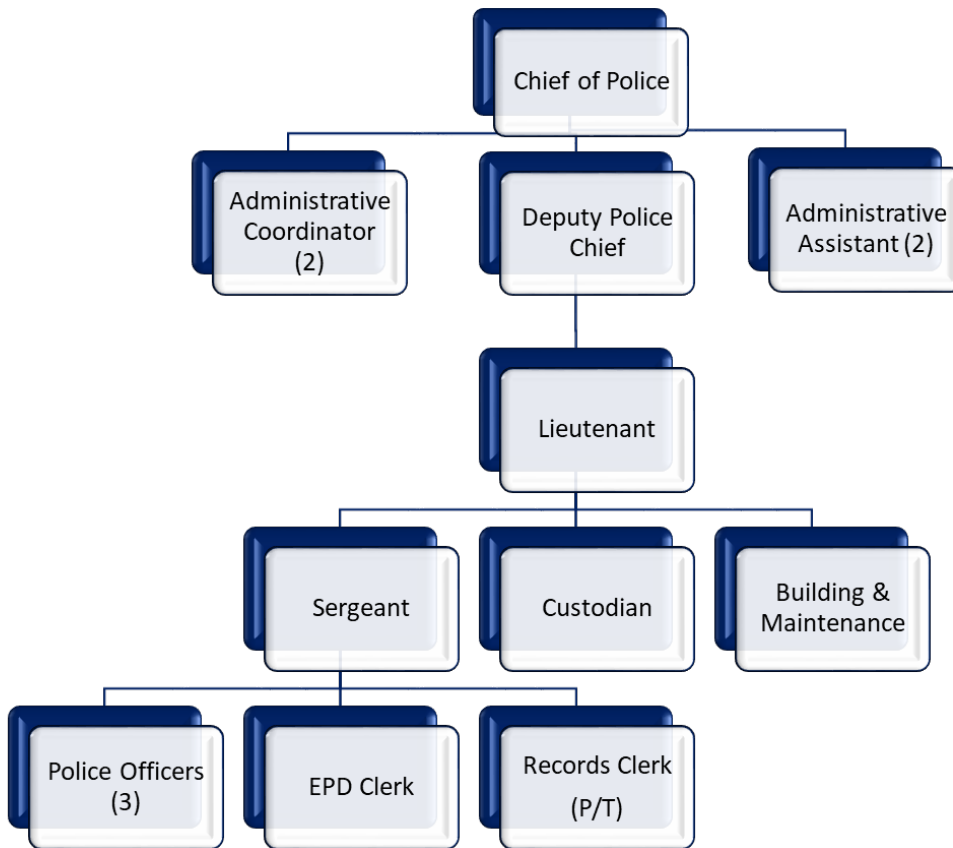 Chief of Police
Administrative
Coordinator
(2)
Deputy Police
Chief
Administrative
Assistant (2)
Lieutenant
Sergeant
Custodian
Building &
Maintenance
Police Officers
(3)
EPD Clerk
Records Clerk
(P/T)